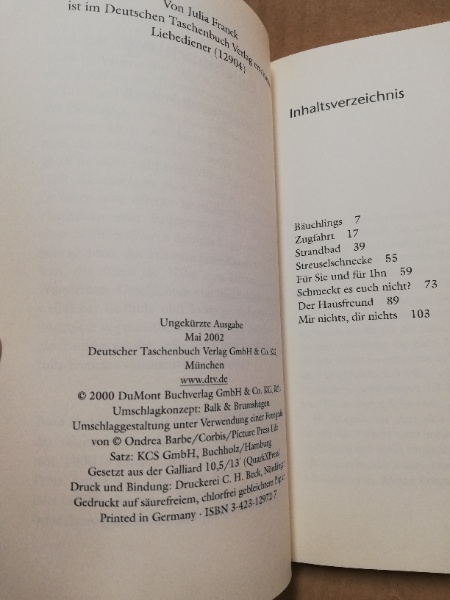 Von Julia Franck
ist im Deutschen Taschenbuch Verlag
Liebediener (12904)
Ungekürzte Ausgabe
Mai 2002
Deutscher Taschenbuch Verlag GmbH & Co. KG,
München
www.dtv.de
© 2000 DuMont Buchverlag GmbH & Co. KG,
Umschlagkonzept: Balk & Brumshagen
Umschlaggestaltung unter Verwendung einer Fotografie
von © Ondrea Barbe/Corbis/Picture Press Life
Satz: KCS GmbH, Buchholz/Hamburg
Gesetzt aus der Galliard 10,5/13˙ (QuarkXPress
Druck und Bindung: Druckerei C. H. Beck, Nördlingen
Gedruckt auf säurefreiem, chlorfrei gebleichtem Papier
Printed in Germany · ISBN 3-423-12972-7
Inhaltsverzeichnis
Bäuchlings 7
Zugfahrt 17
Strandbad 39
Streuselschnecke 55
Für Sie und für Ihn 59
Schmeckt es euch nicht? 73
Der Hausfreund 89
Mir nichts, dir nichts 103